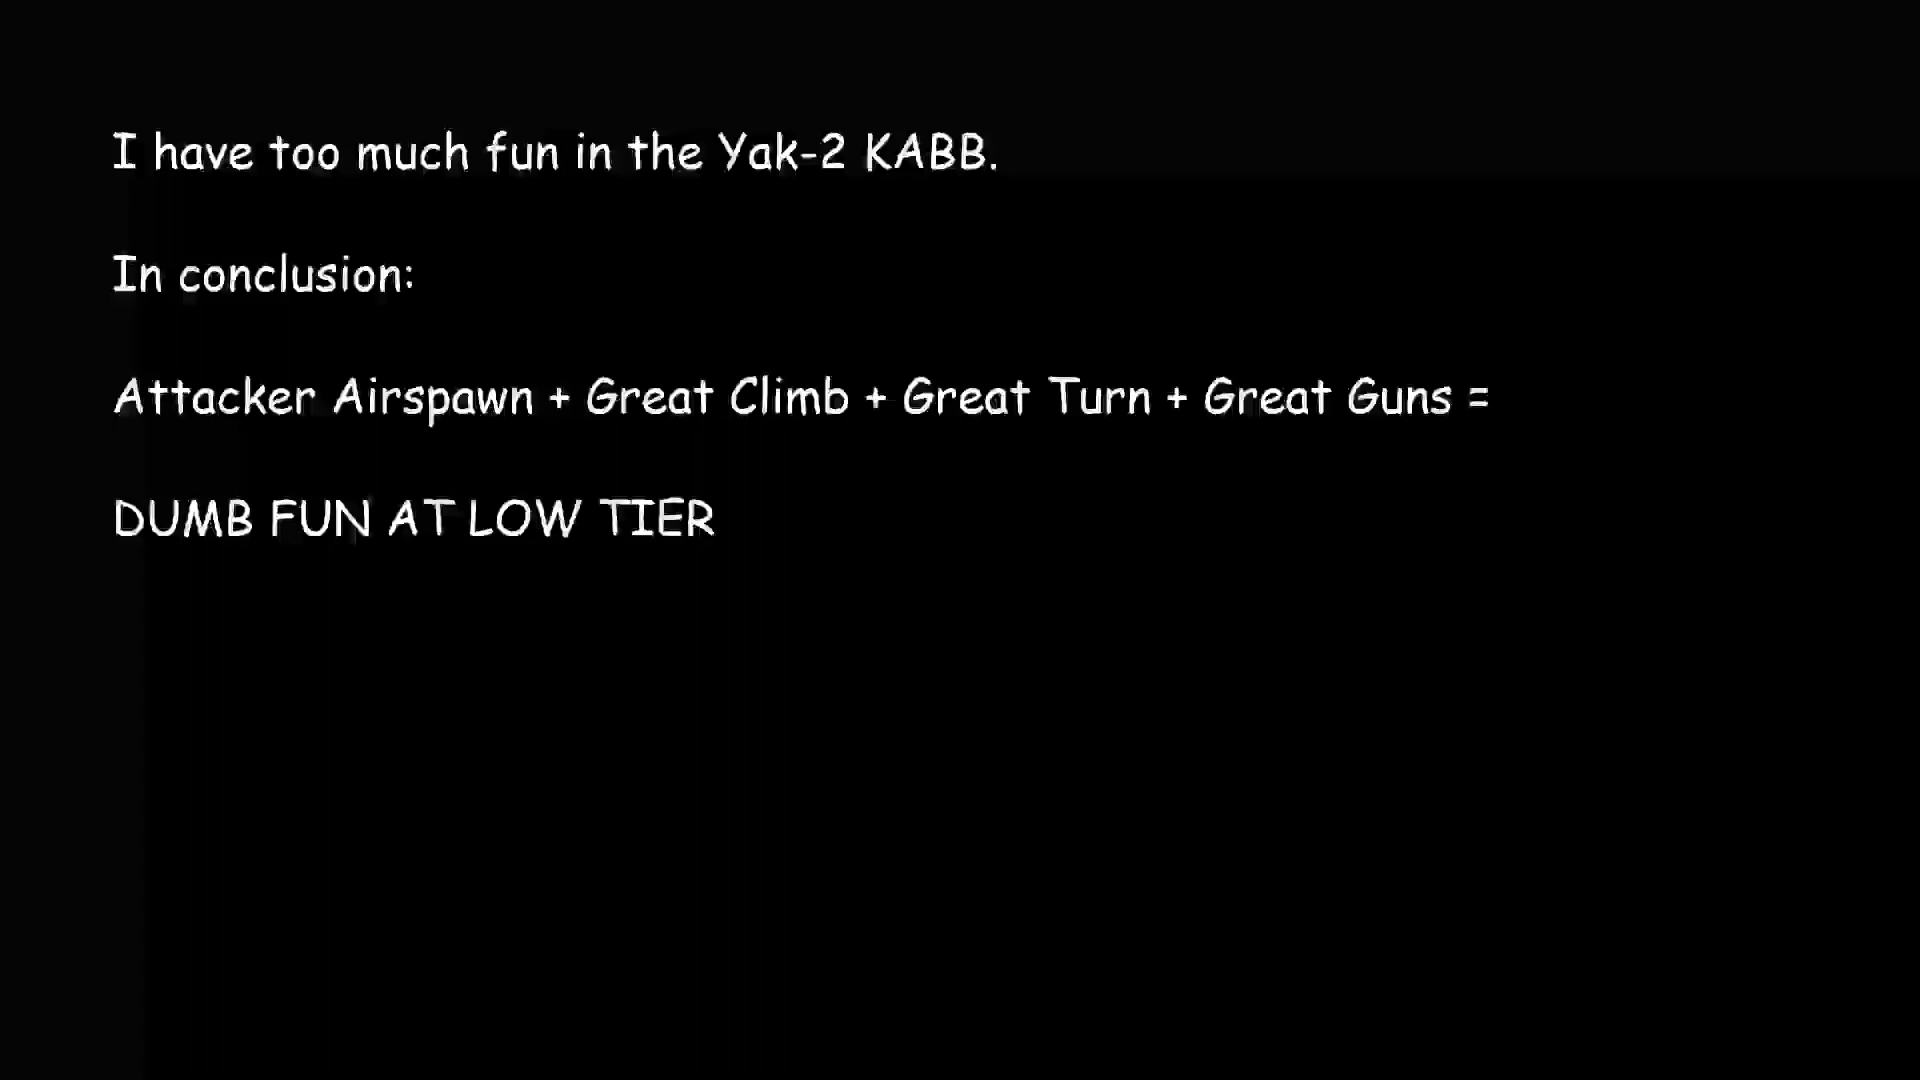 I have too much fun in the Yak-2 KABB.
In conclusion:
Attacker Airspawn + Great Climb + Great Turn + Great Guns =
DUMB FUN AT LOW TIER